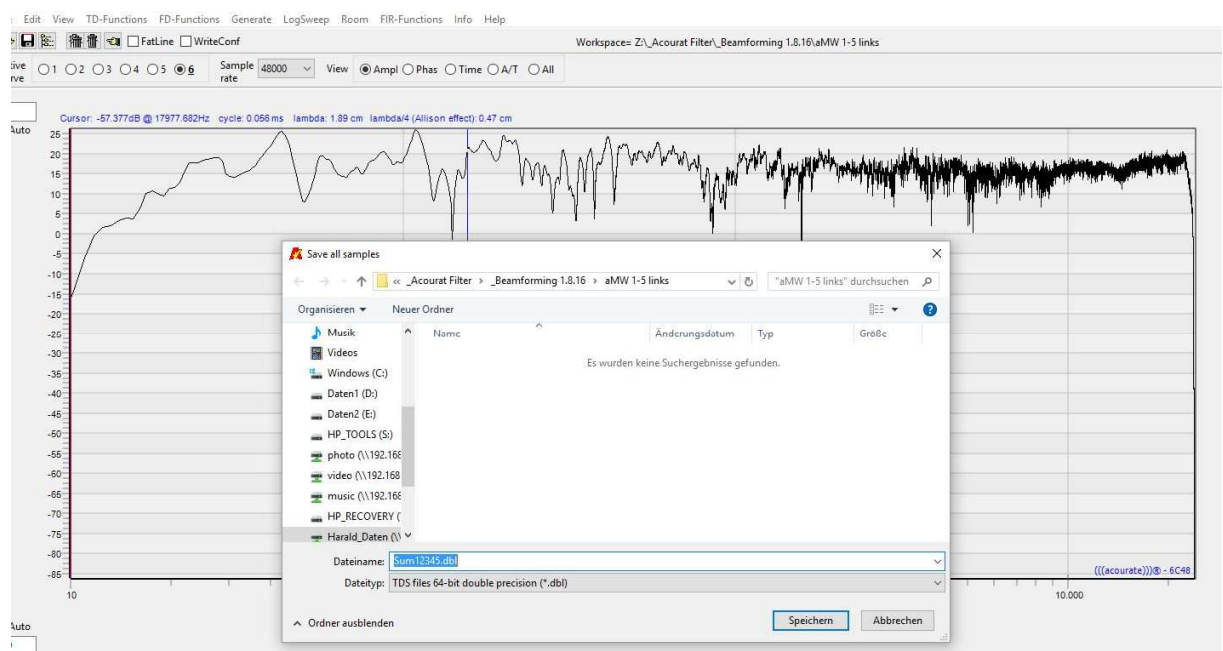 Edit View TD-Functions FD-Functions Generate LogSweep Room FIR-Functions Info Help
FatLine WriteConf Workspace= Z:\_Acourat Filter\_Beamforming 1.8.16\aMW 1-5 links
tive
rve
1 2 3 4 5 6 Sample rate 48000 View Ampl Phas Time A/T All
Auto
Cursor: -57.377dB @ 17977.682Hz cycle: 0.056 ms lambda: 1.89 cm lambda/4 (Allison effect): 0.47 cm
25
20
15
10
5
0
-5
-10
-15
-20
-25
-30
-35
-40
-45
-50
-55
-60
-65
-70
-75
-80
-85
10
10.000
(((acourate)))® - 6C48
Auto
Save all samples
« _Acourat Filter › _Beamforming 1.8.16 › aMW 1-5 links
"aMW 1-5 links" durchsuchen
Organisieren Neuer Ordner
Name Änderungsdatum Typ Größe
Es wurden keine Suchergebnisse gefunden.
Musik
Videos
Windows (C:)
Daten1 (D:)
Daten2 (E:)
HP_TOOLS (S:)
photo (\\192.168
video (\\192.168
music (\\192.168
HP_RECOVERY (
Harald_Daten (\\
Dateiname: Sum12345.dbl
Dateityp: TDS files 64-bit double precision (*.dbl)
Ordner ausblenden
Speichern Abbrechen